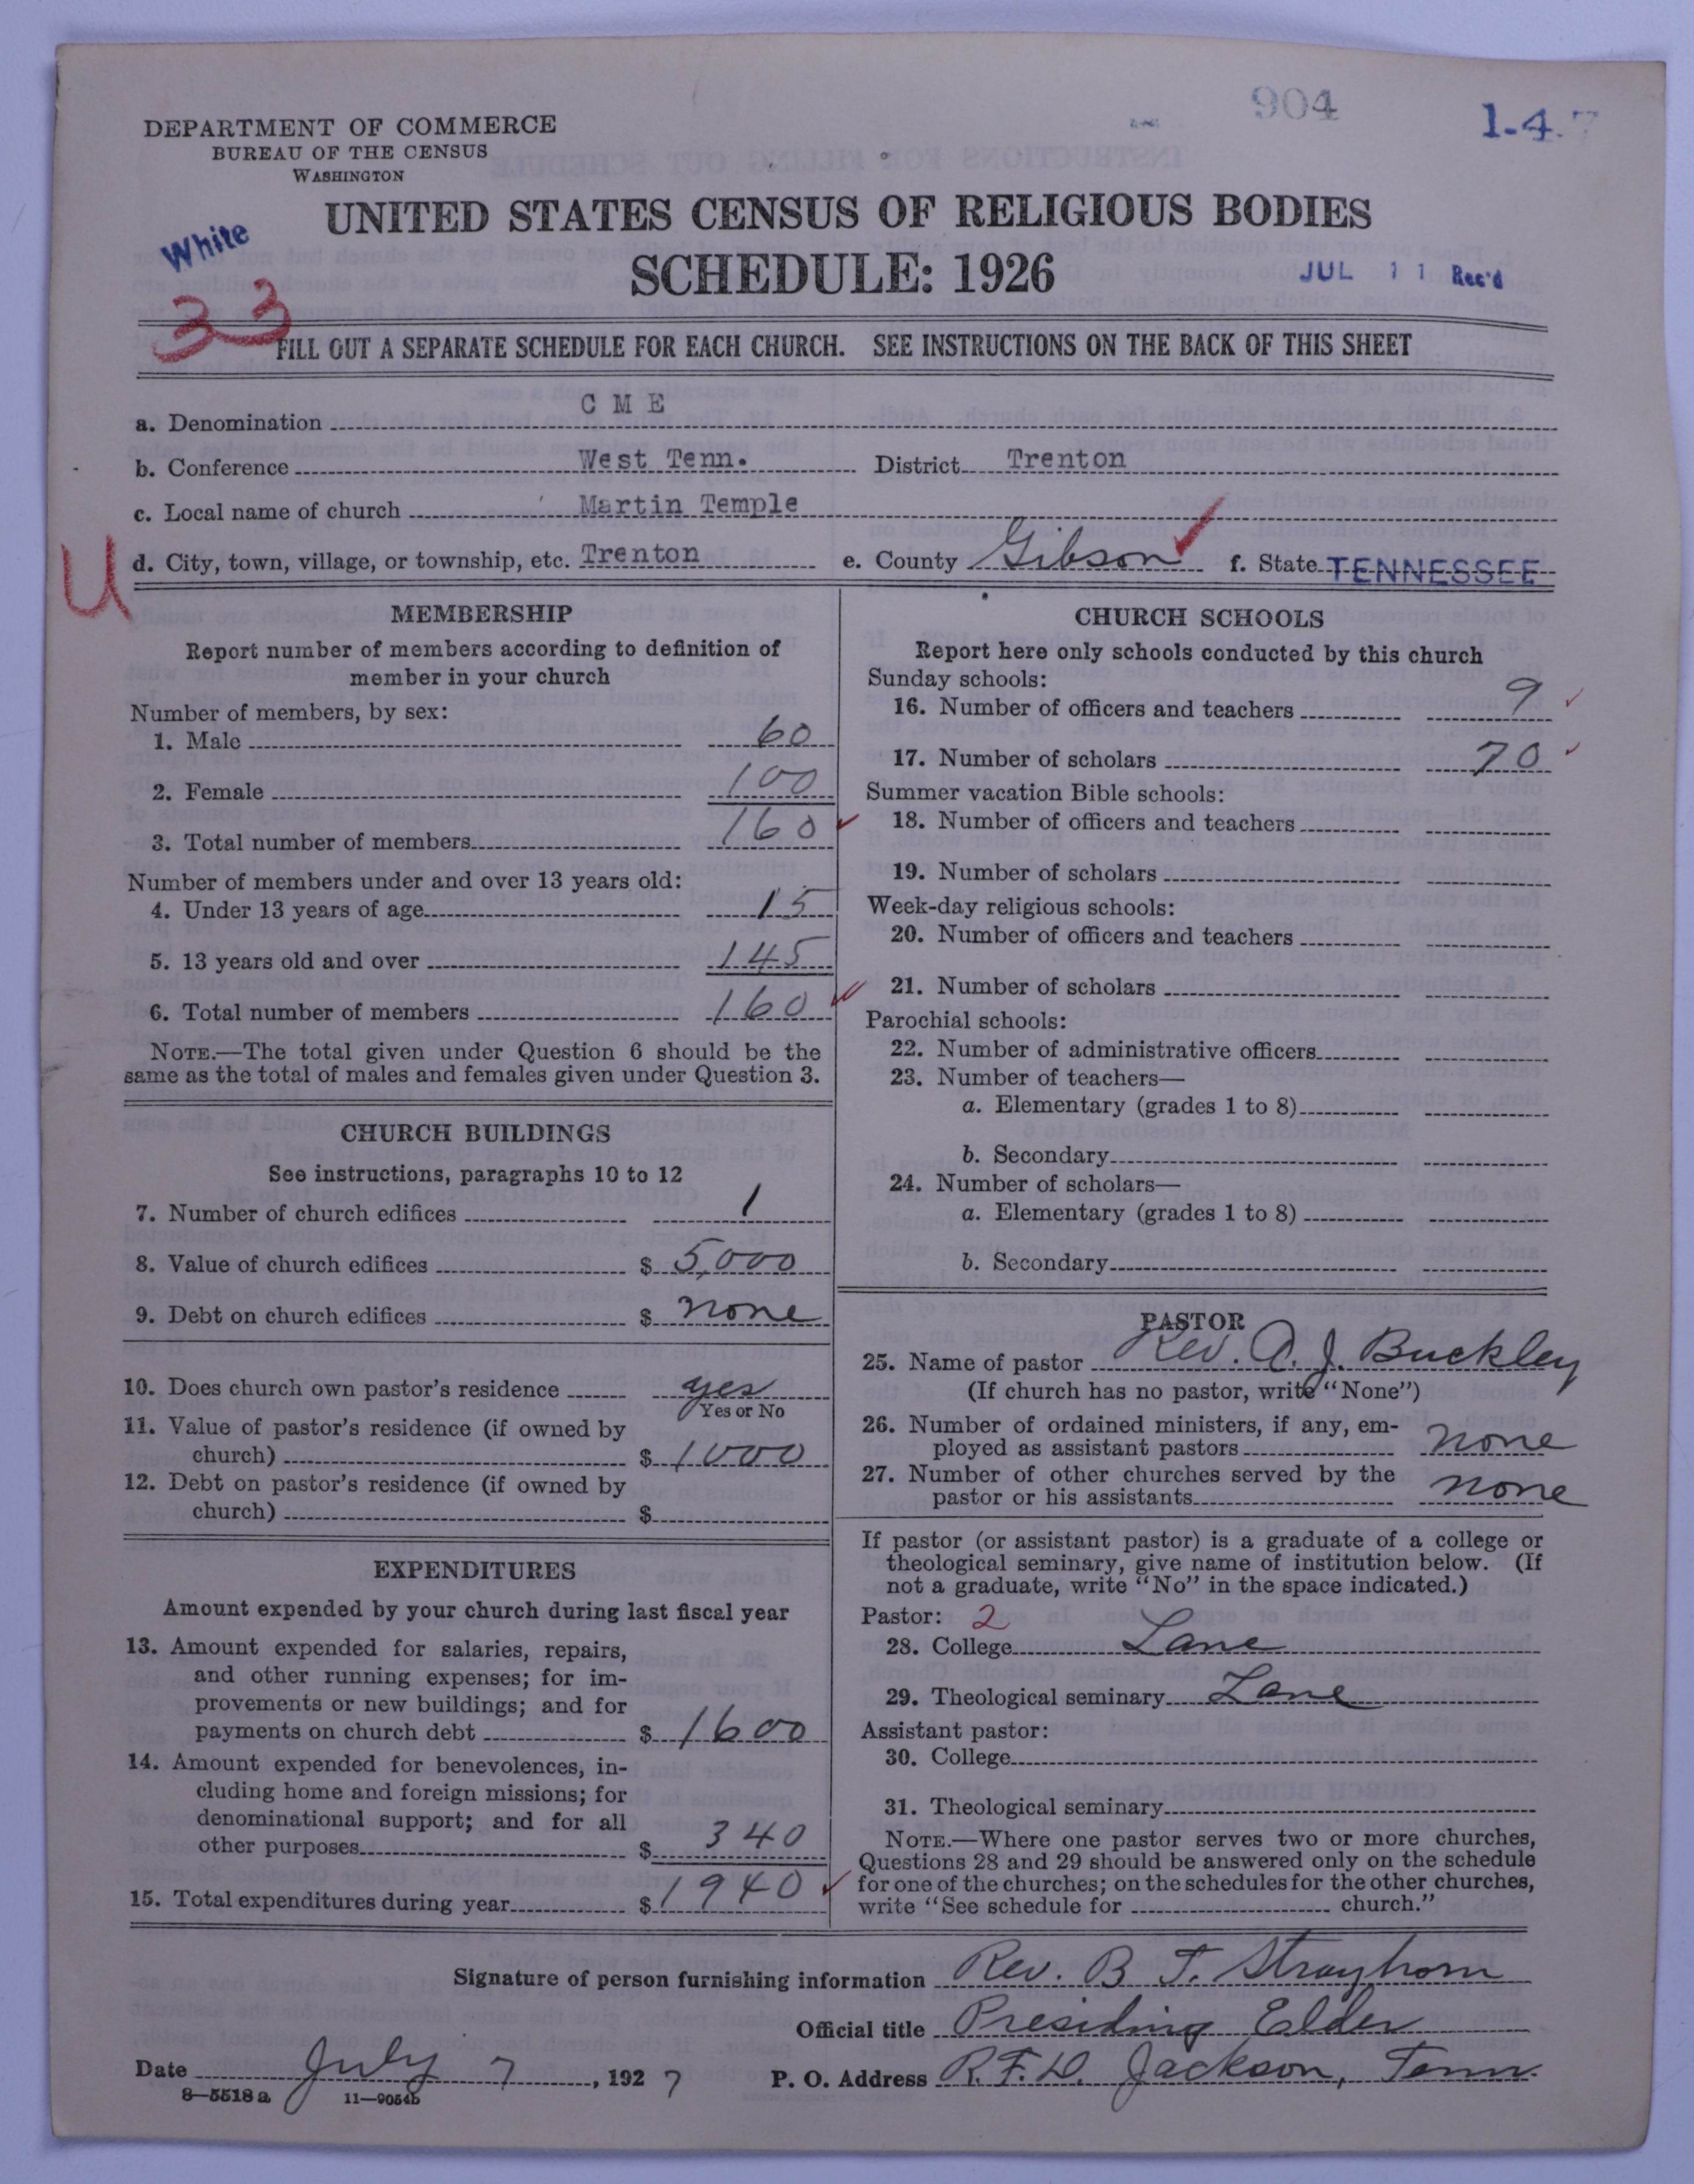 904
1-4.7
DEPARTMENT OF COMMERCE
BUREAU OF THE CENSUS
WASHINGTON
UNITED STATES CENSUS OF RELIGIOUS BODIES
White
SCHEDULE: 1926
JUL 11 Rec'd
33
FILL OUT A SEPARATE SCHEDULE FOR EACH CHURCH. SEE INSTRUCTIONS ON THE BACK OF THIS SHEET
a. Denomination C M E
b. Conference West Tenn. District Trenton
c. Local name of church Martin Temple
U
d. City, town, village, or township, etc. Trenton e. County Gibson f. State TENNESSEE
MEMBERSHIP
Report number of members according to definition of
member in your church
Number of members, by sex:
1. Male 60
2. Female 100
3. Total number of members 160
Number of members under and over 13 years old:
4. Under 13 years of age 15
5. 13 years old and over 145
6. Total number of members 160
NOTE.—The total given under Question 6 should be the
same as the total of males and females given under Question 3.
CHURCH BUILDINGS
See instructions, paragraphs 10 to 12
7. Number of church edifices 1
8. Value of church edifices $ 5,000
9. Debt on church edifices $ none
10. Does church own pastor's residence yes
Yes or No
11. Value of pastor's residence (if owned by
church) $ 1000
12. Debt on pastor's residence (if owned by
church) $
EXPENDITURES
Amount expended by your church during last fiscal year
13. Amount expended for salaries, repairs,
and other running expenses; for im-
provements or new buildings; and for
payments on church debt $ 1600
14. Amount expended for benevolences, in-
cluding home and foreign missions; for
denominational support; and for all
other purposes $ 340
15. Total expenditures during year $ 1940
CHURCH SCHOOLS
Report here only schools conducted by this church
Sunday schools:
16. Number of officers and teachers 9
17. Number of scholars 70
Summer vacation Bible schools:
18. Number of officers and teachers
19. Number of scholars
Week-day religious schools:
20. Number of officers and teachers
21. Number of scholars
Parochial schools:
22. Number of administrative officers
23. Number of teachers—
a. Elementary (grades 1 to 8)
b. Secondary
24. Number of scholars—
a. Elementary (grades 1 to 8)
b. Secondary
PASTOR
25. Name of pastor Rev. A. J. Buckley
(If church has no pastor, write "None")
26. Number of ordained ministers, if any, em-
ployed as assistant pastors none
27. Number of other churches served by the
pastor or his assistants none
If pastor (or assistant pastor) is a graduate of a college or
theological seminary, give name of institution below. (If
not a graduate, write "No" in the space indicated.)
Pastor: 2
28. College Lane
29. Theological seminary Lane
Assistant pastor:
30. College
31. Theological seminary
NOTE.—Where one pastor serves two or more churches,
Questions 28 and 29 should be answered only on the schedule
for one of the churches; on the schedules for the other churches,
write "See schedule for church."
Signature of person furnishing information Rev. B T. Strayhorn
Official title Presiding Elder
Date July 7, 1927 P. O. Address R.F.D. Jackson, Tenn.
8—5518 a 11—9054b